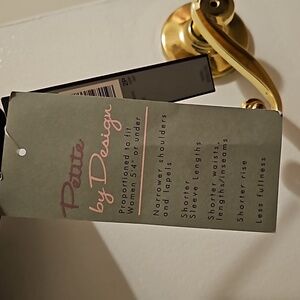 Petite
by Design
Proportioned to fit
Women 5'4" or under
Narrower shoulders
and lapels
Shorter
Sleeve Lengths
Shorter waists,
lengths/inseams
Shorter rise
Less fullness